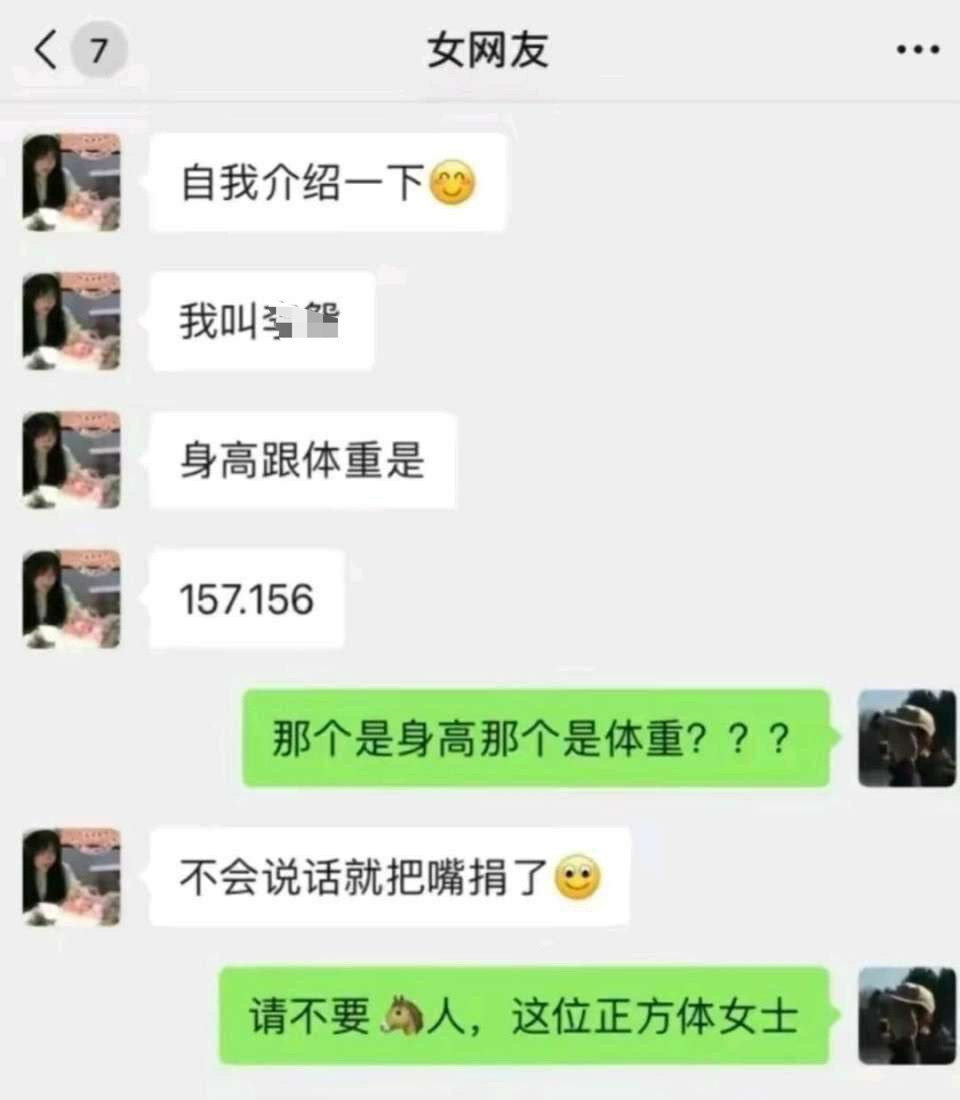 7
女网友
自我介绍一下😊
我叫李
身高跟体重是
157.156
那个是身高那个是体重？？？
不会说话就把嘴捐了🙂
请不要🐴人，这位正方体女士